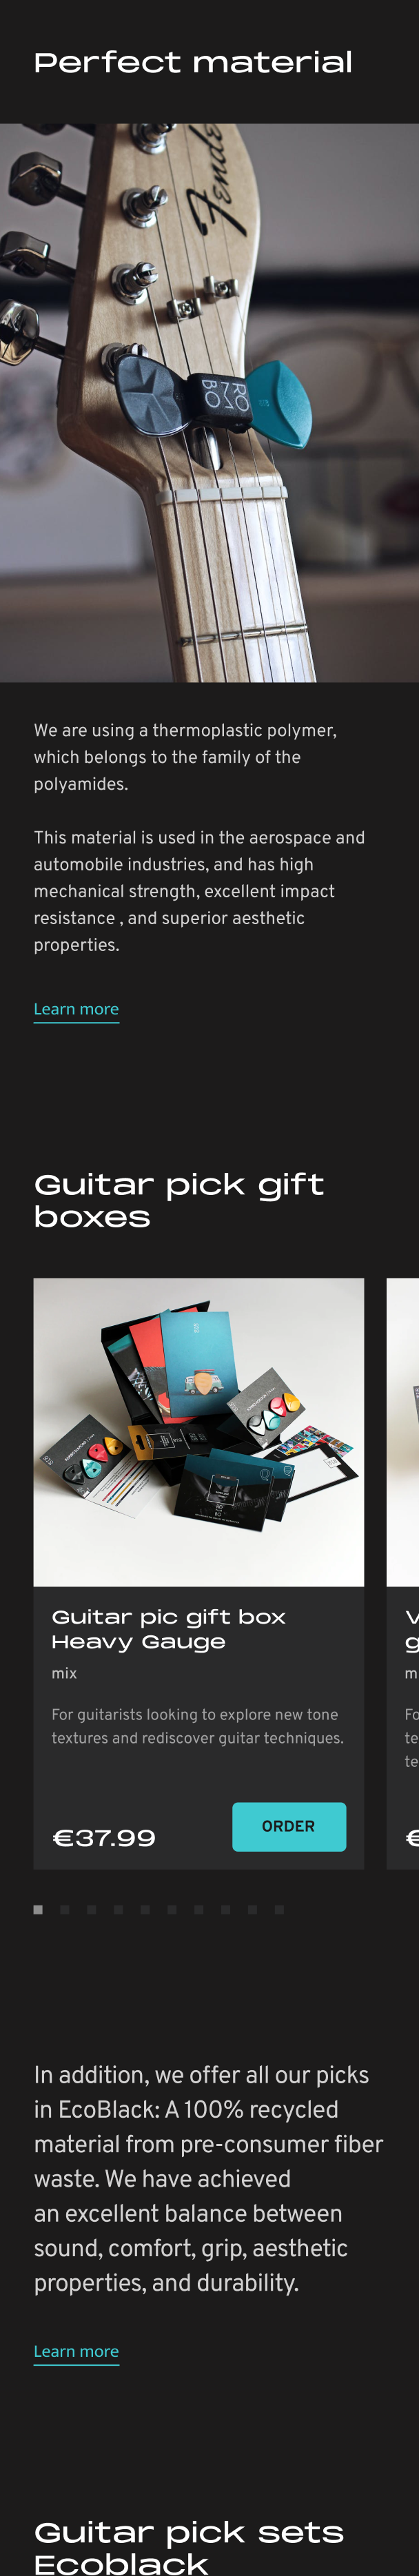 Perfect material
Fende
ROMBO
We are using a thermoplastic polymer,
which belongs to the family of the
polyamides.
This material is used in the aerospace and
automobile industries, and has high
mechanical strength, excellent impact
resistance , and superior aesthetic
properties.
Learn more
Guitar pick gift
boxes
Guitar pic gift box
Heavy Gauge
mix
For guitarists looking to explore new tone
textures and rediscover guitar techniques.
€37.99
ORDER
V
g
m
Fo
te
te
€
In addition, we offer all our picks
in EcoBlack: A 100% recycled
material from pre-consumer fiber
waste. We have achieved
an excellent balance between
sound, comfort, grip, aesthetic
properties, and durability.
Learn more
Guitar pick sets
Ecoblack